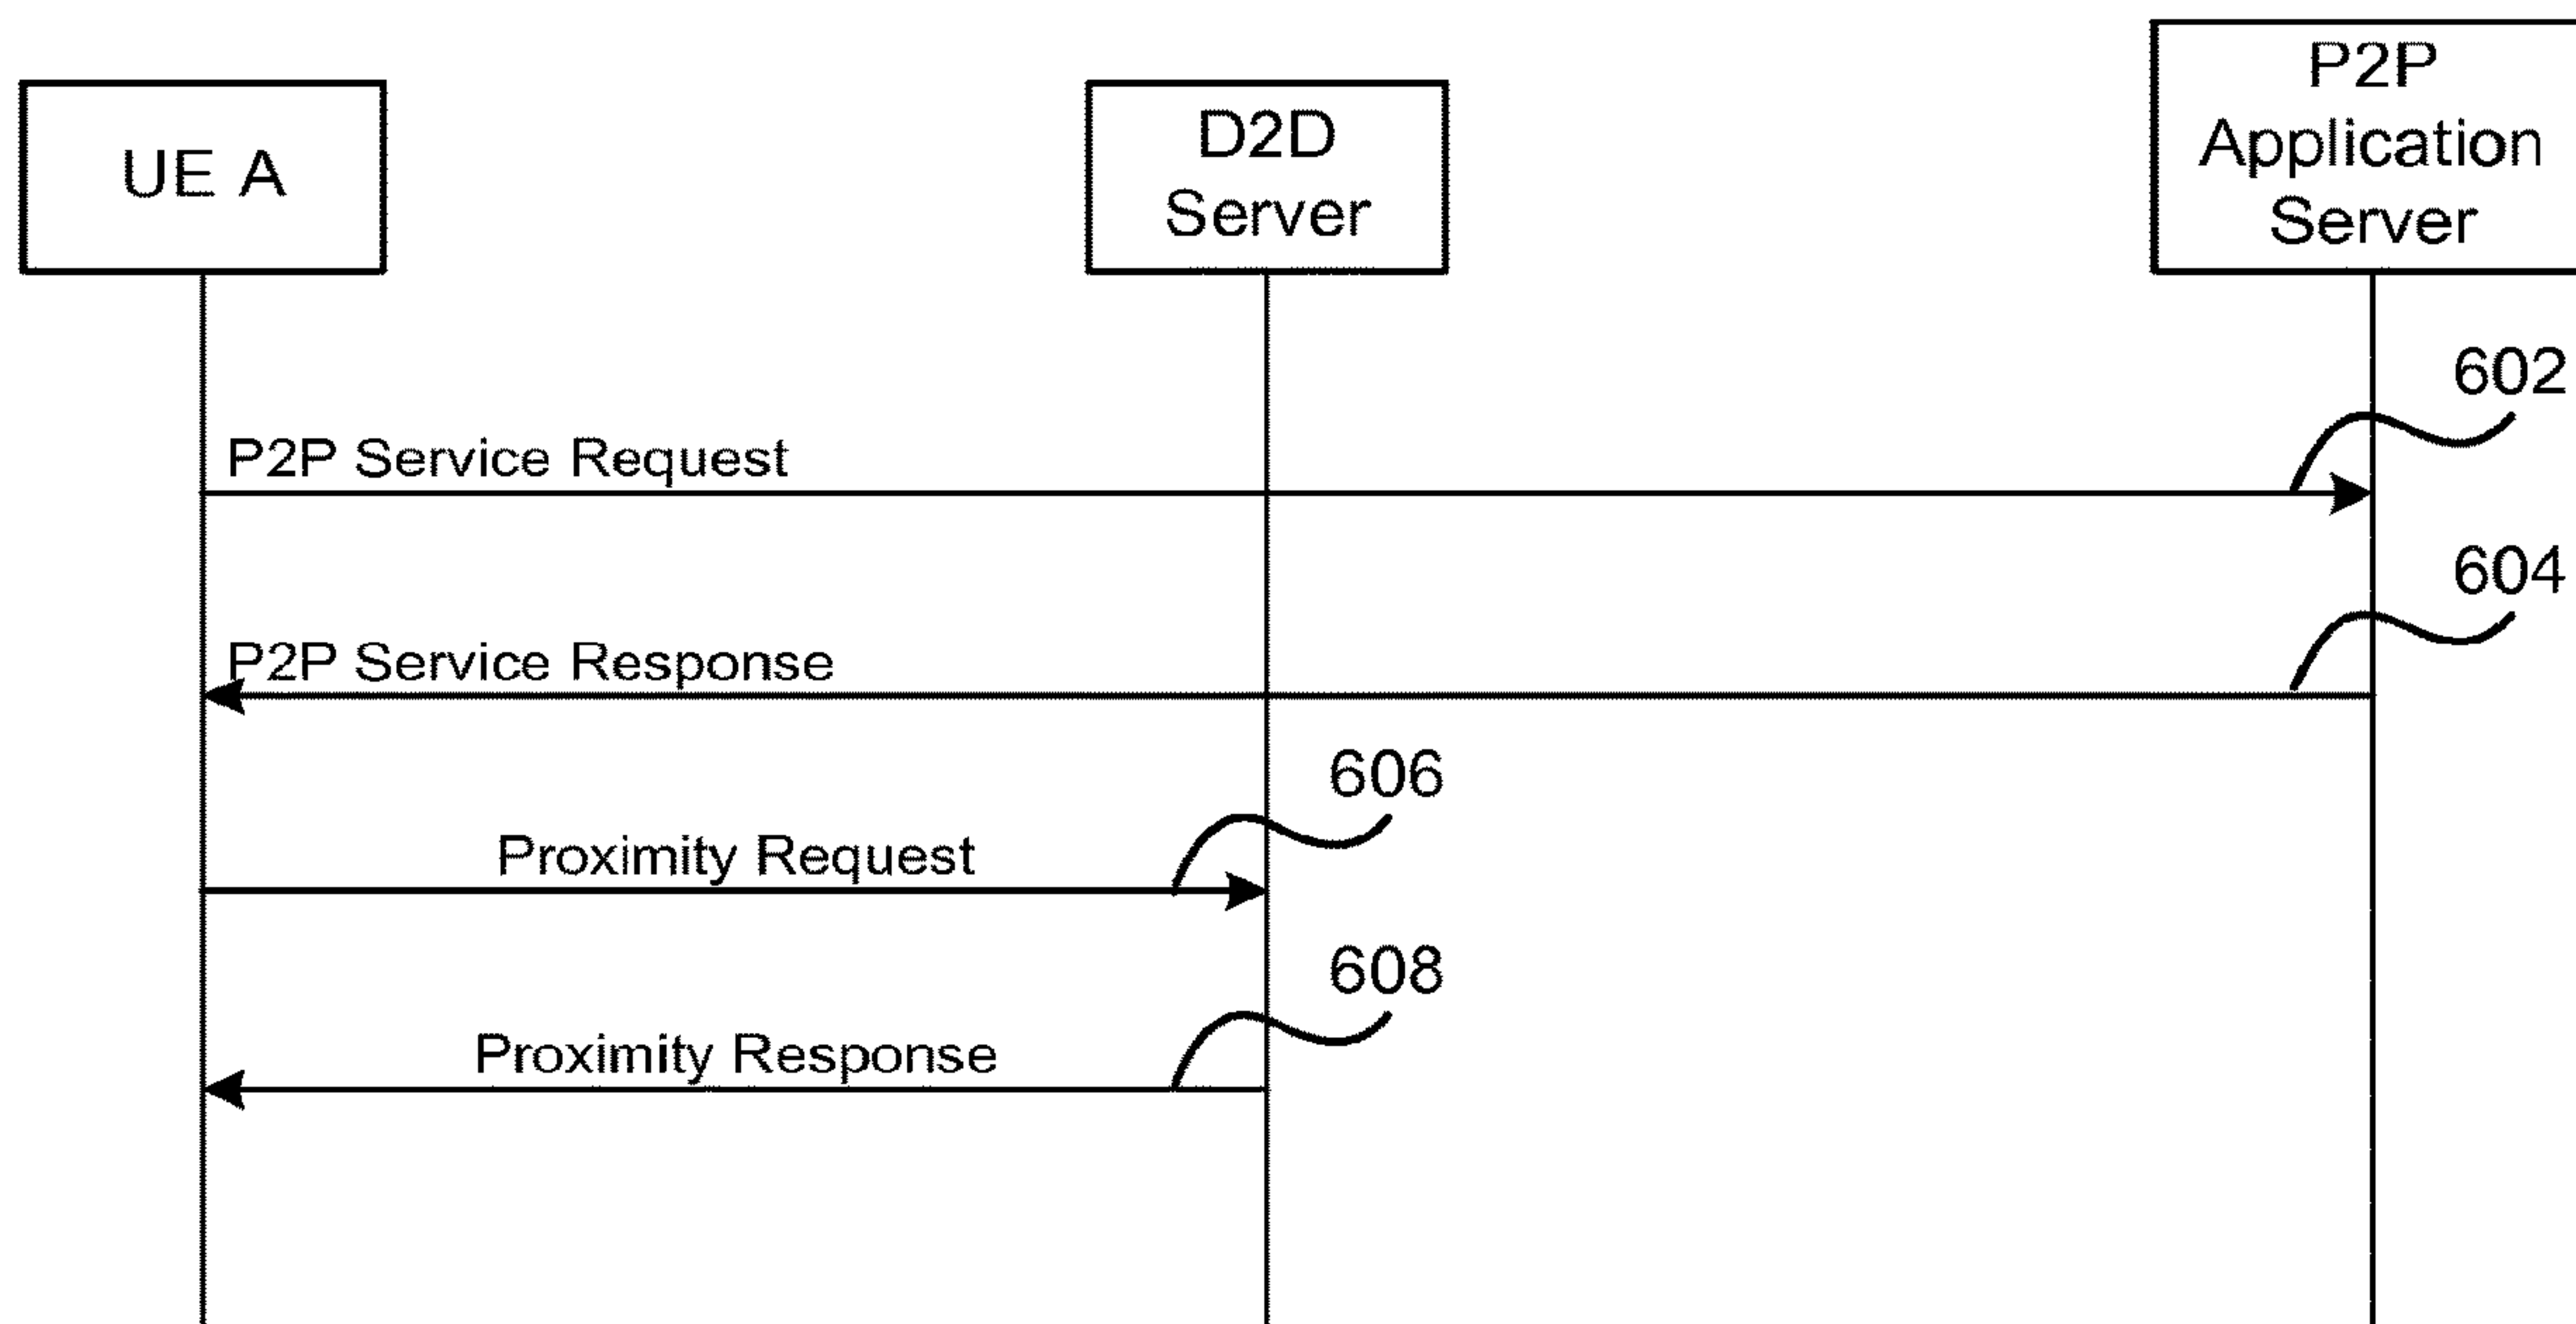 UE A
D2D
Server
P2P
Application
Server
602
P2P Service Request
604
P2P Service Response
606
Proximity Request
608
Proximity Response